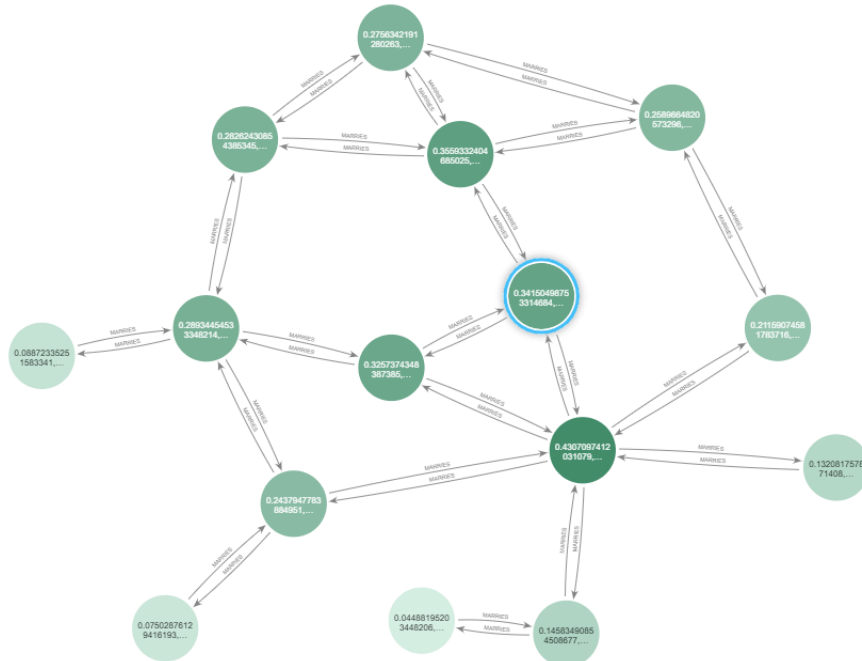 0.2756342191
280263,…
MARRIES
MARRIES
MARRIES
MARRIES
MARRIES
MARRIES
0.2589664820
573298,…
0.2826243085
4385345,…
MARRIES
MARRIES
0.3559332404
685025,…
MARRIES
MARRIES
MARRIES
MARRIES
MARRIES
MARRIES
MARRIES
MARRIES
0.3415049875
3314684,…
0.0887233525
1583341,…
MARRIES
MARRIES
0.2893445453
3348214,…
MARRIES
MARRIES
0.3257374348
387385,…
MARRIES
MARRIES
0.2115907458
1783716,…
MARRIES
MARRIES
MARRIES
MARRIES
MARRIES
MARRIES
MARRIES
MARRIES
0.4307097412
031079,…
MARRIES
MARRIES
0.1320817576
71408,…
0.2437947783
884951,…
MARRIES
MARRIES
MARRIES
MARRIES
MARRIES
MARRIES
0.0750287612
9416193,…
0.0448819520
3448206,…
MARRIES
MARRIES
0.1458349085
4508677,…